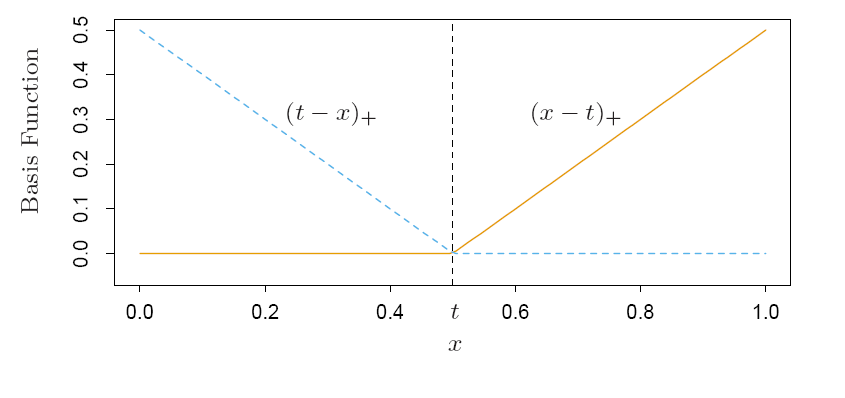 Basis Function
0.5
0.4
0.3
0.2
0.1
0.0
(t − x)+
(x − t)+
0.0 0.2 0.4 t 0.6 0.8 1.0
x